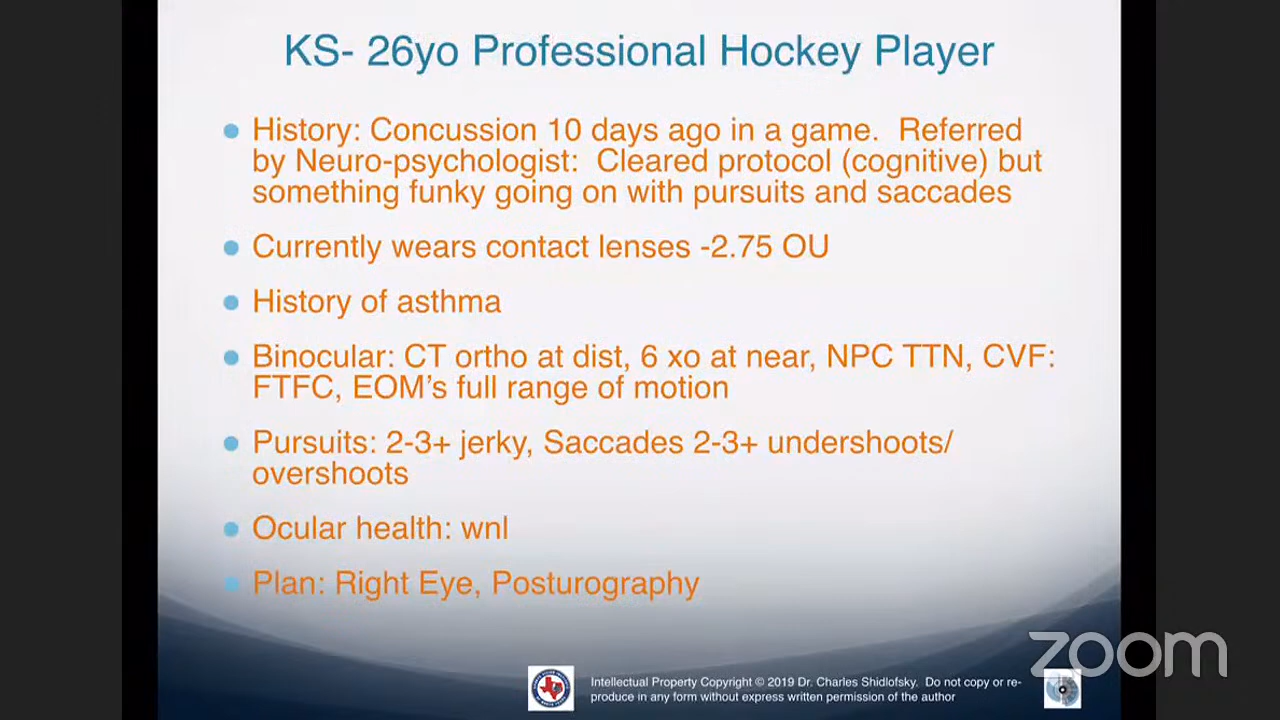 KS- 26yo Professional Hockey Player
History: Concussion 10 days ago in a game. Referred
by Neuro-psychologist: Cleared protocol (cognitive) but
something funky going on with pursuits and saccades
Currently wears contact lenses -2.75 OU
History of asthma
Binocular: CT ortho at dist, 6 xo at near, NPC TTN, CVF:
FTFC, EOM's full range of motion
Pursuits: 2-3+ jerky, Saccades 2-3+ undershoots/
overshoots
Ocular health: wnl
Plan: Right Eye, Posturography
zoom
Intellectual Property Copyright © 2019 Dr. Charles Shidlofsky. Do not copy or re-
produce in any form without express written permission of the author